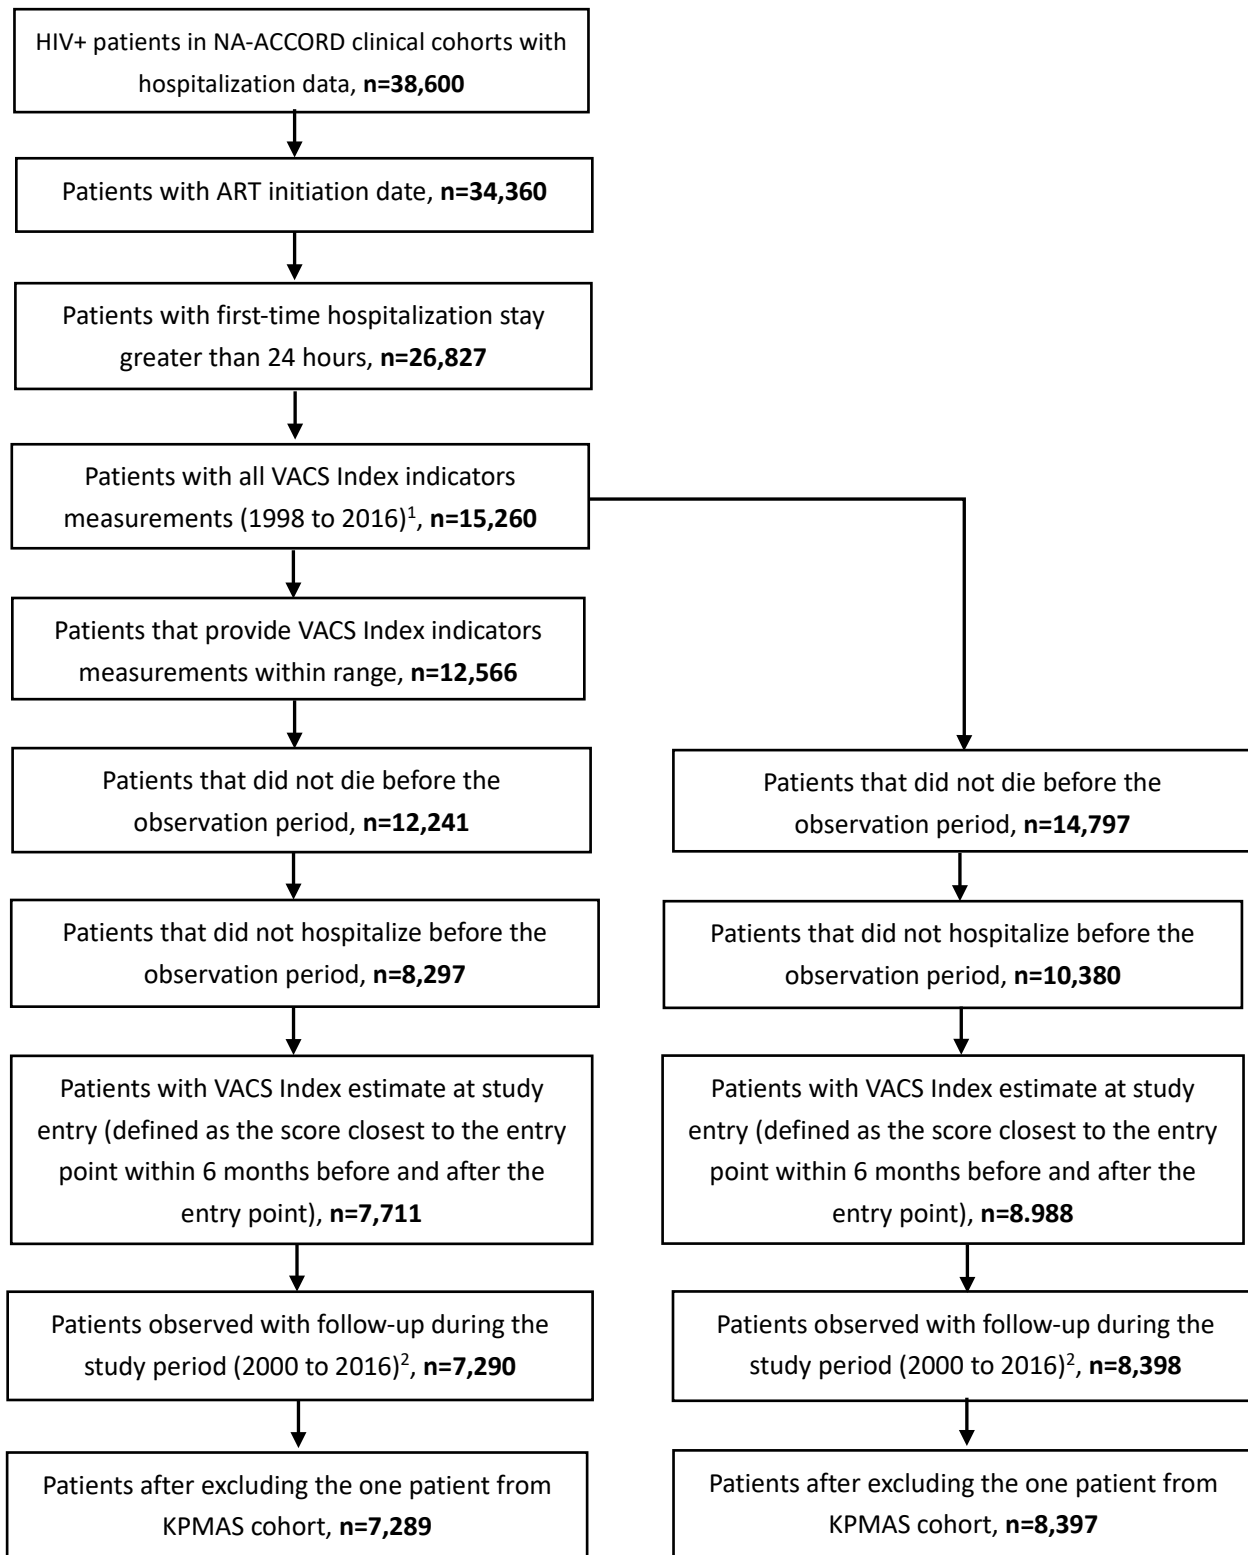 HIV+ patients in NA-ACCORD clinical cohorts with
hospitalization data, n=38,600
Patients with ART initiation date, n=34,360
Patients with first-time hospitalization stay
greater than 24 hours, n=26,827
Patients with all VACS Index indicators
measurements (1998 to 2016)¹, n=15,260
Patients that provide VACS Index indicators
measurements within range, n=12,566
Patients that did not die before the
observation period, n=12,241
Patients that did not hospitalize before the
observation period, n=8,297
Patients with VACS Index estimate at study
entry (defined as the score closest to the entry
point within 6 months before and after the
entry point), n=7,711
Patients observed with follow-up during the
study period (2000 to 2016)², n=7,290
Patients after excluding the one patient from
KPMAS cohort, n=7,289
Patients that did not die before the
observation period, n=14,797
Patients that did not hospitalize before the
observation period, n=10,380
Patients with VACS Index estimate at study
entry (defined as the score closest to the entry
point within 6 months before and after the
entry point), n=8.988
Patients observed with follow-up during the
study period (2000 to 2016)², n=8,398
Patients after excluding the one patient from
KPMAS cohort, n=8,397